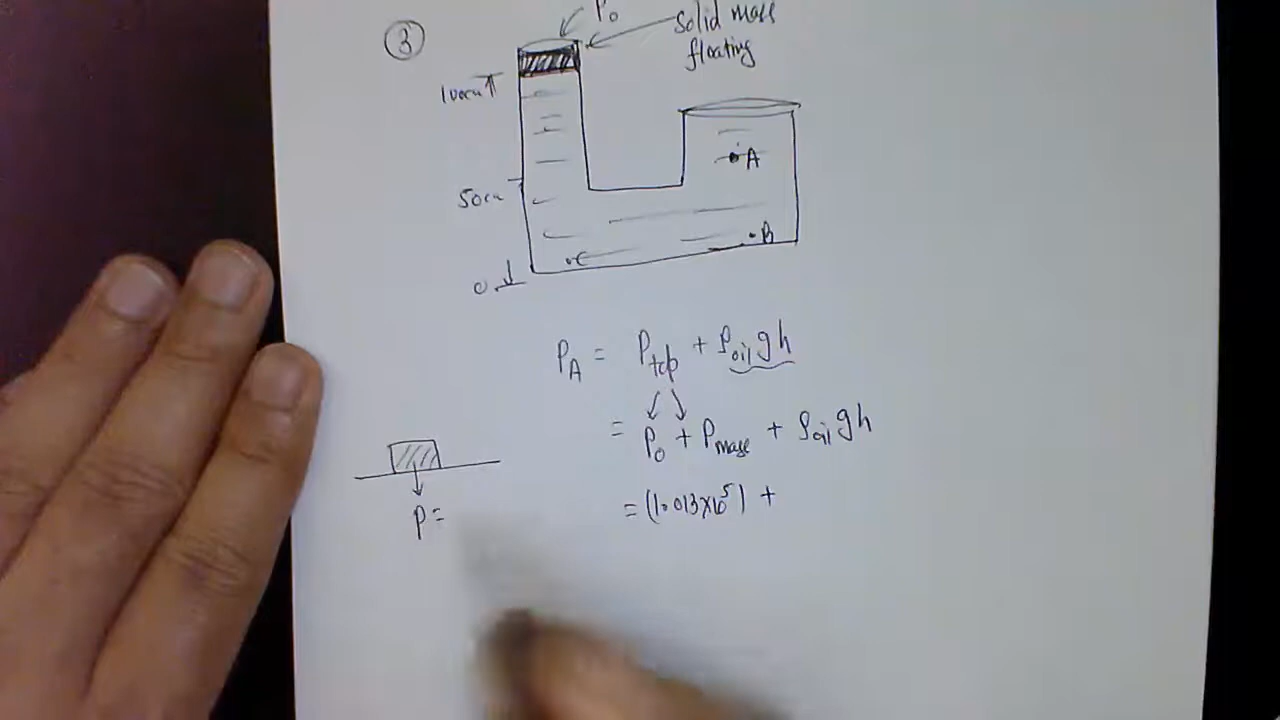 3
P₀
Solid mass
floating
100cm
A
50cm
B
C
0
P_A = P_top + ρ_oil g h
= P₀ + P_mass + ρ_oil g h
= (1.013×10⁵) +
P =